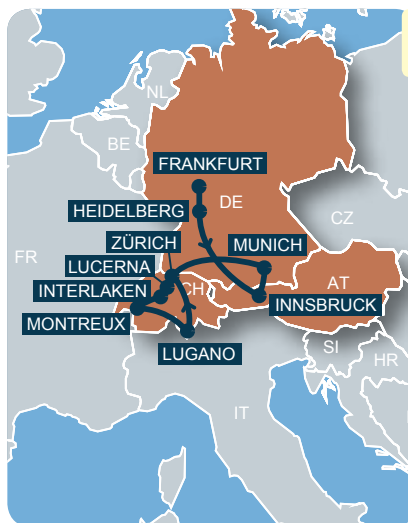 NL
BE
FRANKFURT
DE
HEIDELBERG
CZ
ZÜRICH
MUNICH
FR
LUCERNA
AT
INTERLAKEN
CH
INNSBRUCK
MONTREUX
SI
LUGANO
HR
IT